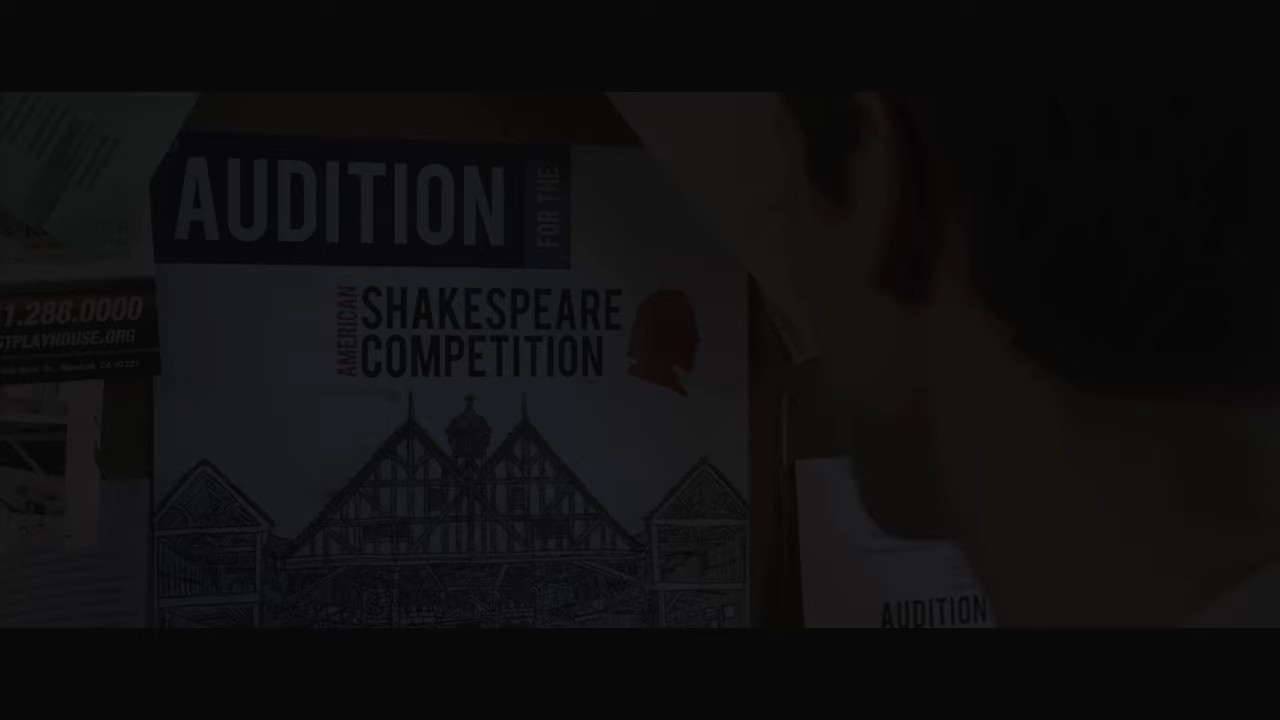 AUDITION
FOR THE
AMERICAN
SHAKESPEARE
COMPETITION
1.288.0000
STPLAYHOUSE.ORG
AUDITION